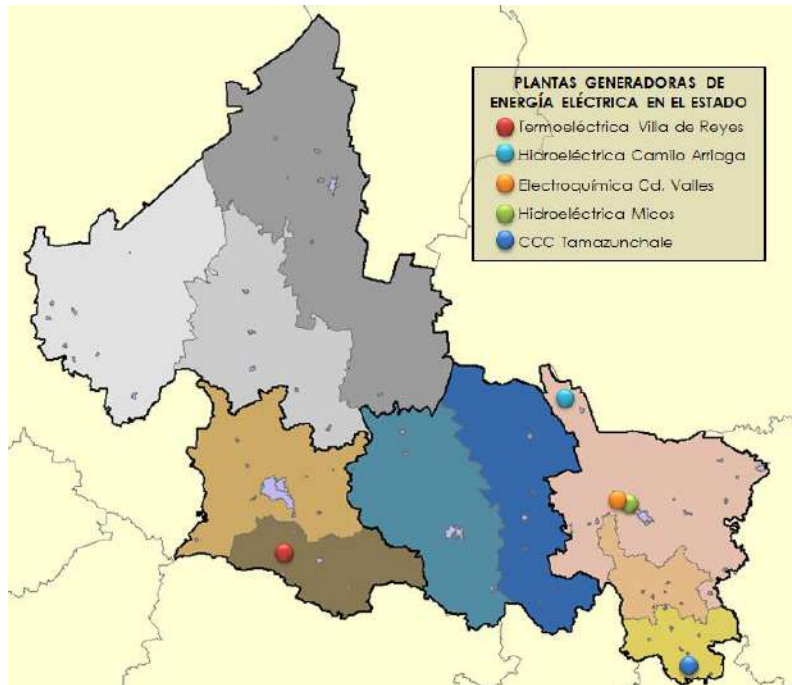 PLANTAS GENERADORAS DE
ENERGÍA ELÉCTRICA EN EL ESTADO
Termoeléctrica Villa de Reyes
Hidroeléctrica Camilo Arriaga
Electroquímica Cd. Valles
Hidroeléctrica Micos
CCC Tamazunchale